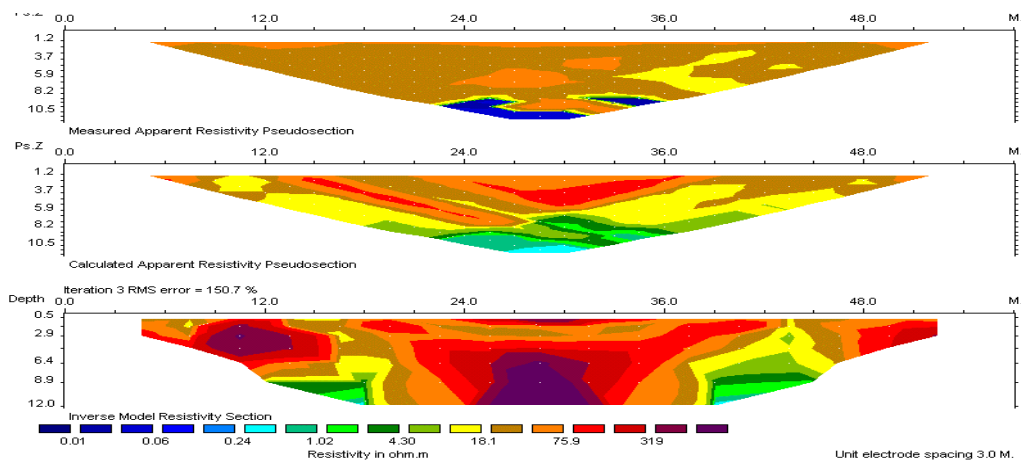 Ps.Z 0.0 12.0 24.0 36.0 48.0 M.
1.2
3.7
5.9
8.2
10.5
Measured Apparent Resistivity Pseudosection
Ps.Z 0.0 12.0 24.0 36.0 48.0 M.
1.2
3.7
5.9
8.2
10.5
Calculated Apparent Resistivity Pseudosection
Iteration 3 RMS error = 150.7 %
Depth 0.0 12.0 24.0 36.0 48.0 M.
0.5
2.9
6.4
8.9
12.0
Inverse Model Resistivity Section
0.01 0.06 0.24 1.02 4.30 18.1 75.9 319
Resistivity in ohm.m Unit electrode spacing 3.0 M.